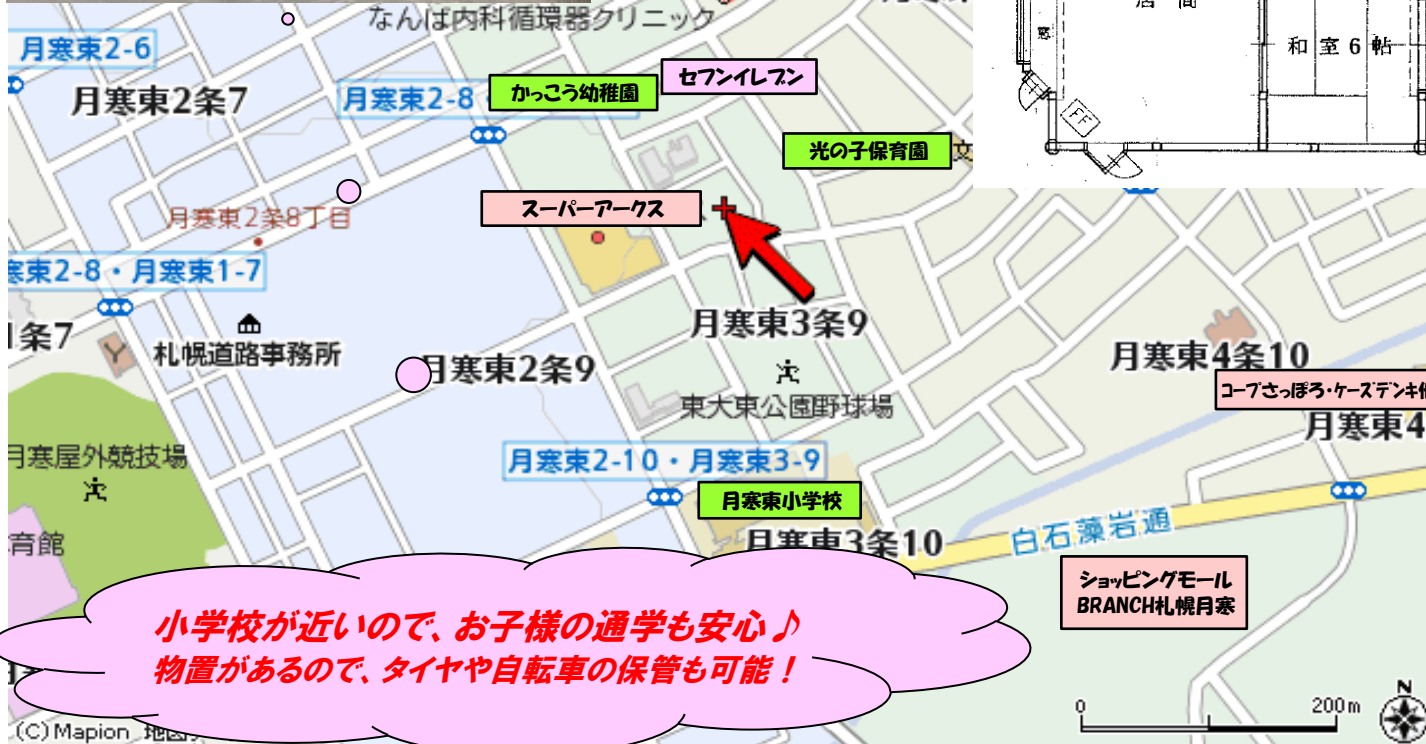 なんば内科循環器クリニック
居間
窓
和室6帖
FF
月寒東2-6
月寒東2条7
月寒東2-8
かっこう幼稚園
セブンイレブン
光の子保育園
文
スーパーアークス
月寒東2条8丁目
寒東2-8・月寒東1-7
条7
札幌道路事務所
月寒東2条9
月寒東3条9
東大東公園野球場
月寒東4条10
コープさっぽろ・ケーズデンキ他
月寒東4
月寒屋外競技場
育館
月寒東2-10・月寒東3-9
月寒東小学校
月寒東3条10
白石藻岩通
ショッピングモール
BRANCH札幌月寒
小学校が近いので、お子様の通学も安心♪
物置があるので、タイヤや自転車の保管も可能!
0
200m
N
(C)Mapion 地図